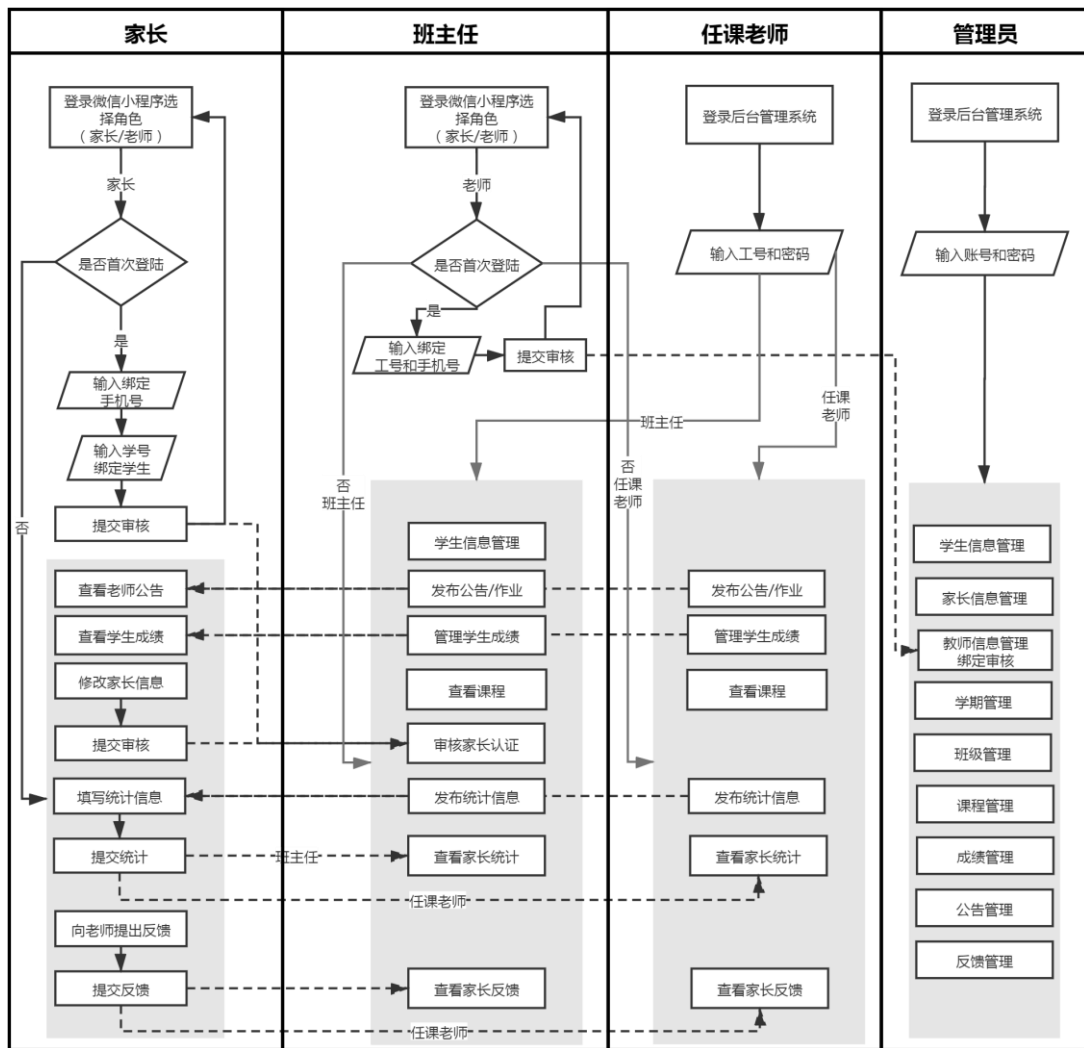 家长
班主任
任课老师
管理员
登录微信小程序选
择角色
（家长/老师）
家长
是否首次登陆
是
输入绑定
手机号
输入学号
绑定学生
提交审核
否
查看老师公告
查看学生成绩
修改家长信息
提交审核
填写统计信息
提交统计
向老师提出反馈
提交反馈
登录微信小程序选
择角色
（家长/老师）
老师
是否首次登陆
是
输入绑定
工号和手机号
提交审核
否
班主任
否
任课
老师
班主任
学生信息管理
发布公告/作业
管理学生成绩
查看课程
审核家长认证
发布统计信息
班主任
查看家长统计
任课老师
查看家长反馈
任课老师
登录后台管理系统
输入工号和密码
任课
老师
发布公告/作业
管理学生成绩
查看课程
发布统计信息
查看家长统计
查看家长反馈
登录后台管理系统
输入账号和密码
学生信息管理
家长信息管理
教师信息管理
绑定审核
学期管理
班级管理
课程管理
成绩管理
公告管理
反馈管理